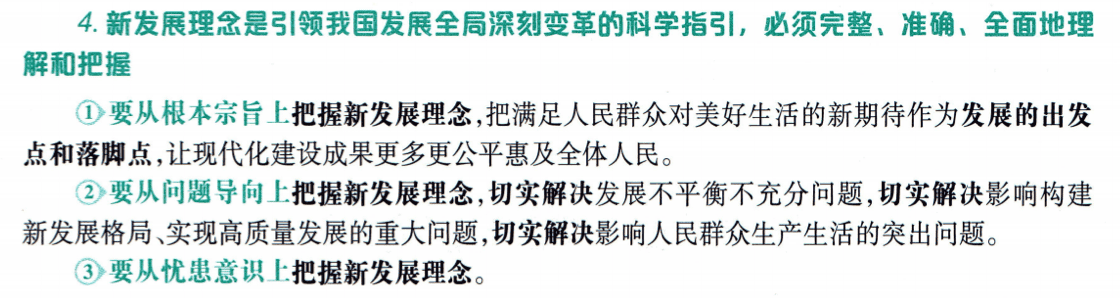 4. 新发展理念是引领我国发展全局深刻变革的科学指引，必须完整、准确、全面地理
解和把握
①要从根本宗旨上把握新发展理念,把满足人民群众对美好生活的新期待作为发展的出发
点和落脚点,让现代化建设成果更多更公平惠及全体人民。
②要从问题导向上把握新发展理念,切实解决发展不平衡不充分问题,切实解决影响构建
新发展格局、实现高质量发展的重大问题,切实解决影响人民群众生产生活的突出问题。
③要从忧患意识上把握新发展理念。